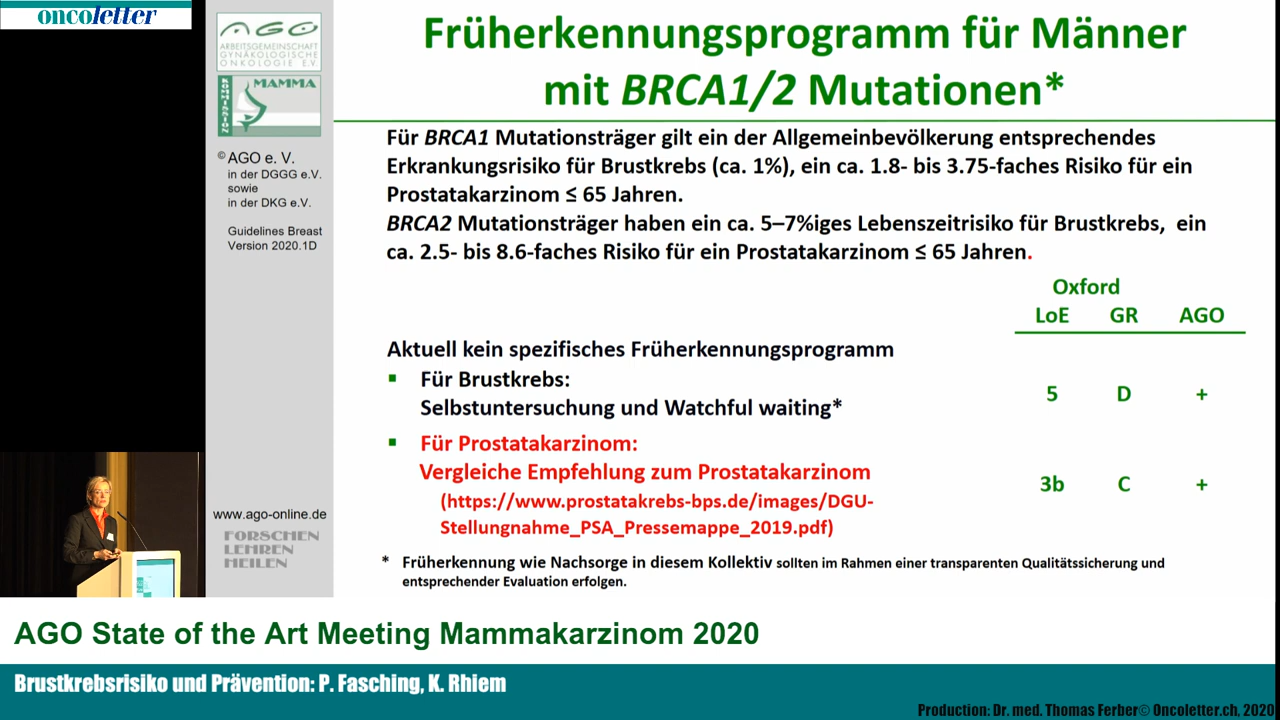 oncoletter
AGO
ARBEITSGEMEINSCHAFT
GYNÄKOLOGISCHE
ONKOLOGIE E.V.
KOMMISSION
MAMMA
© AGO e. V.
in der DGGG e.V.
sowie
in der DKG e.V.
Guidelines Breast
Version 2020.1D
www.ago-online.de
FORSCHEN
LEHREN
HEILEN
Früherkennungsprogramm für Männer
mit BRCA1/2 Mutationen*
Für BRCA1 Mutationsträger gilt ein der Allgemeinbevölkerung entsprechendes
Erkrankungsrisiko für Brustkrebs (ca. 1%), ein ca. 1.8- bis 3.75-faches Risiko für ein
Prostatakarzinom ≤ 65 Jahren.
BRCA2 Mutationsträger haben ein ca. 5–7%iges Lebenszeitrisiko für Brustkrebs, ein
ca. 2.5- bis 8.6-faches Risiko für ein Prostatakarzinom ≤ 65 Jahren.
Oxford
LoE GR AGO
Aktuell kein spezifisches Früherkennungsprogramm
▪ Für Brustkrebs:
Selbstuntersuchung und Watchful waiting*
5 D +
▪ Für Prostatakarzinom:
Vergleiche Empfehlung zum Prostatakarzinom
(https://www.prostatakrebs-bps.de/images/DGU-
Stellungnahme_PSA_Pressemappe_2019.pdf)
3b C +
* Früherkennung wie Nachsorge in diesem Kollektiv sollten im Rahmen einer transparenten Qualitätssicherung und
entsprechender Evaluation erfolgen.
AGO State of the Art Meeting Mammakarzinom 2020
Brustkrebsrisiko und Prävention: P. Fasching, K. Rhiem
Production: Dr. med. Thomas Ferber© Oncoletter.ch, 2020